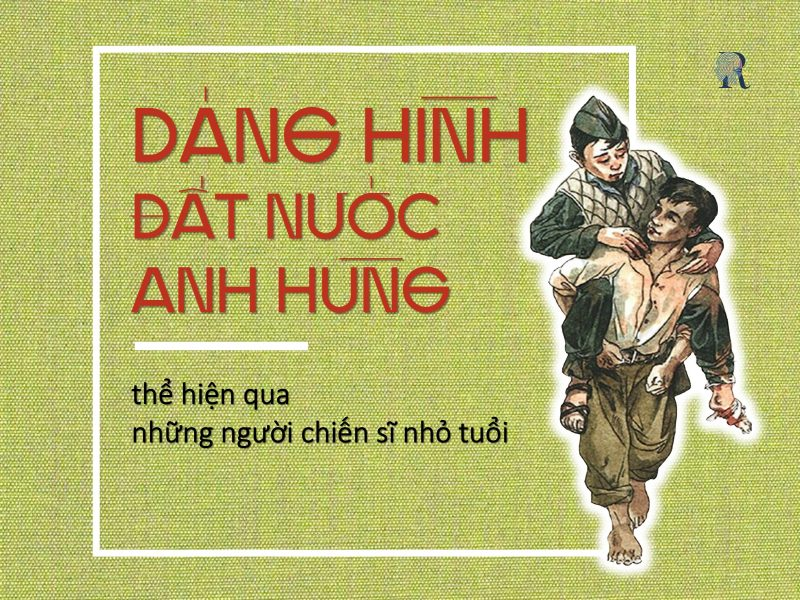 DÁNG HÌNH
ĐẤT NƯỚC
ANH HÙNG
thể hiện qua
những người chiến sĩ nhỏ tuổi
R